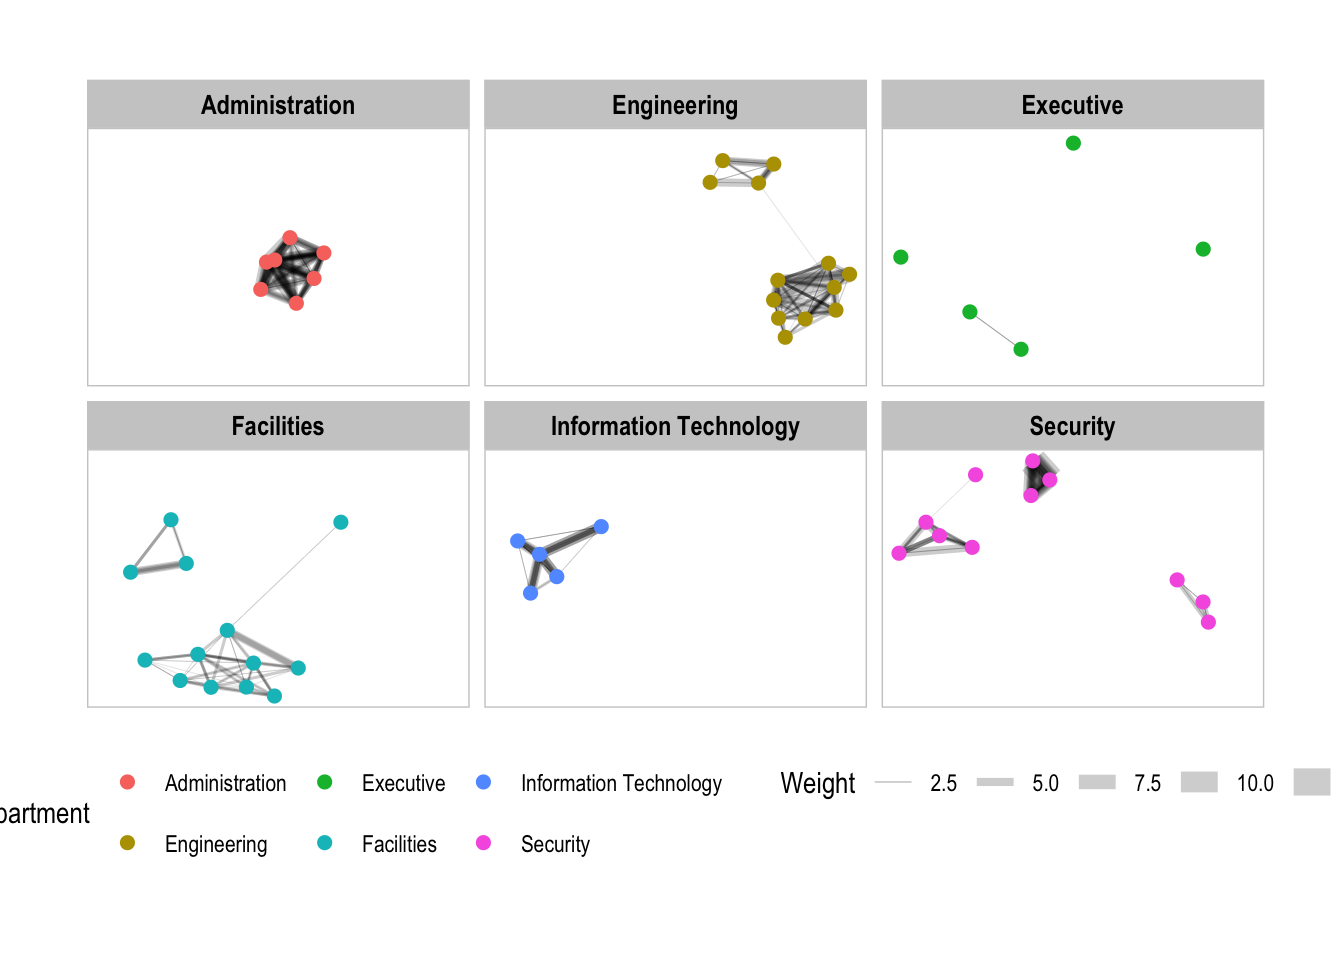 Administration
Engineering
Executive
Facilities
Information Technology
Security
Administration
Executive
Information Technology
Weight
2.5
5.0
7.5
10.0
partment
Engineering
Facilities
Security